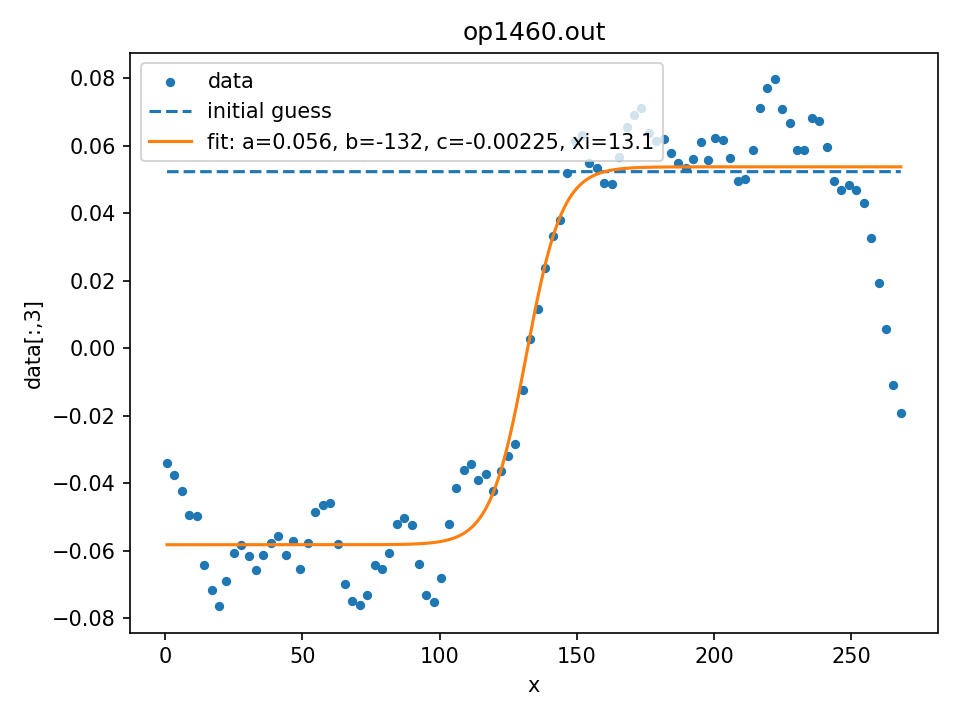 op1460.out
data
initial guess
fit: a=0.056, b=-132, c=-0.00225, xi=13.1
0.08
0.06
0.04
0.02
0.00
−0.02
−0.04
−0.06
−0.08
data[:,3]
0
50
100
150
200
250
x